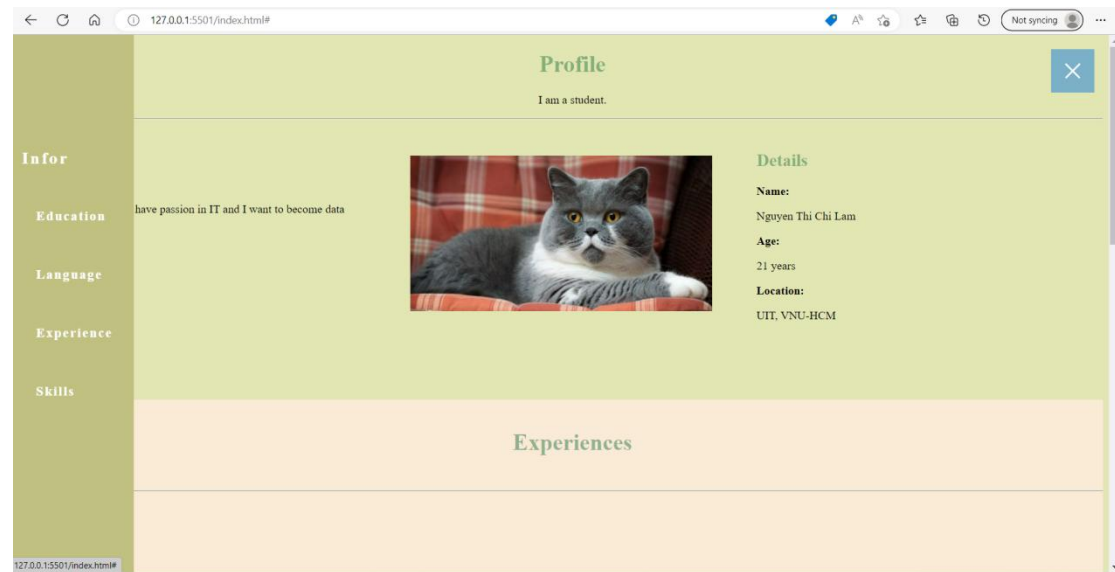 127.0.0.1:5501/index.html#
Not syncing
Profile
I am a student.
Infor
Education
Language
Experience
Skills
have passion in IT and I want to become data
Details
Name:
Nguyen Thi Chi Lam
Age:
21 years
Location:
UIT, VNU-HCM
Experiences
127.0.0.1:5501/index.html#